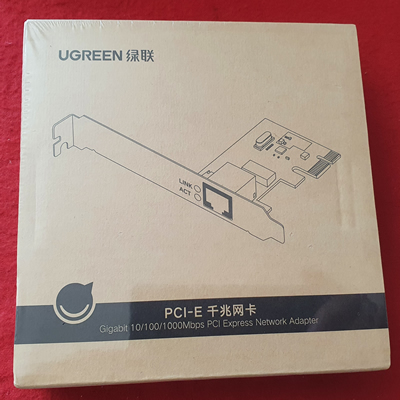 UGREEN 绿联
LINK
ACT
PCI-E 千兆网卡
Gigabit 10/100/1000Mbps PCI Express Network Adapter